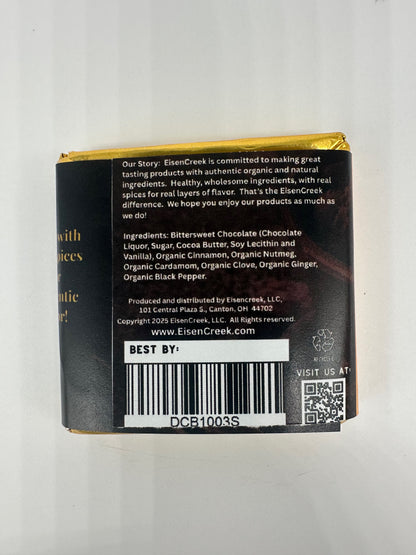 Our Story: EisenCreek is committed to making great
tasting products with authentic organic and natural
ingredients. Healthy, wholesome ingredients, with real
spices for real layers of flavor. That's the EisenCreek
difference. We hope you enjoy our products as much as
we do!
with
pices
ntic
r!
Ingredients: Bittersweet Chocolate (Chocolate
Liquor, Sugar, Cocoa Butter, Soy Lecithin and
Vanilla), Organic Cinnamon, Organic Nutmeg,
Organic Cardamom, Organic Clove, Organic Ginger,
Organic Black Pepper.
Produced and distributed by Eisencreek, LLC,
101 Central Plaza S., Canton, OH 44702
Copyright 2025 EisenCreek, LLC. All Rights reserved.
www.EisenCreek.com
BEST BY:
VISIT US AT:
DCB1003S